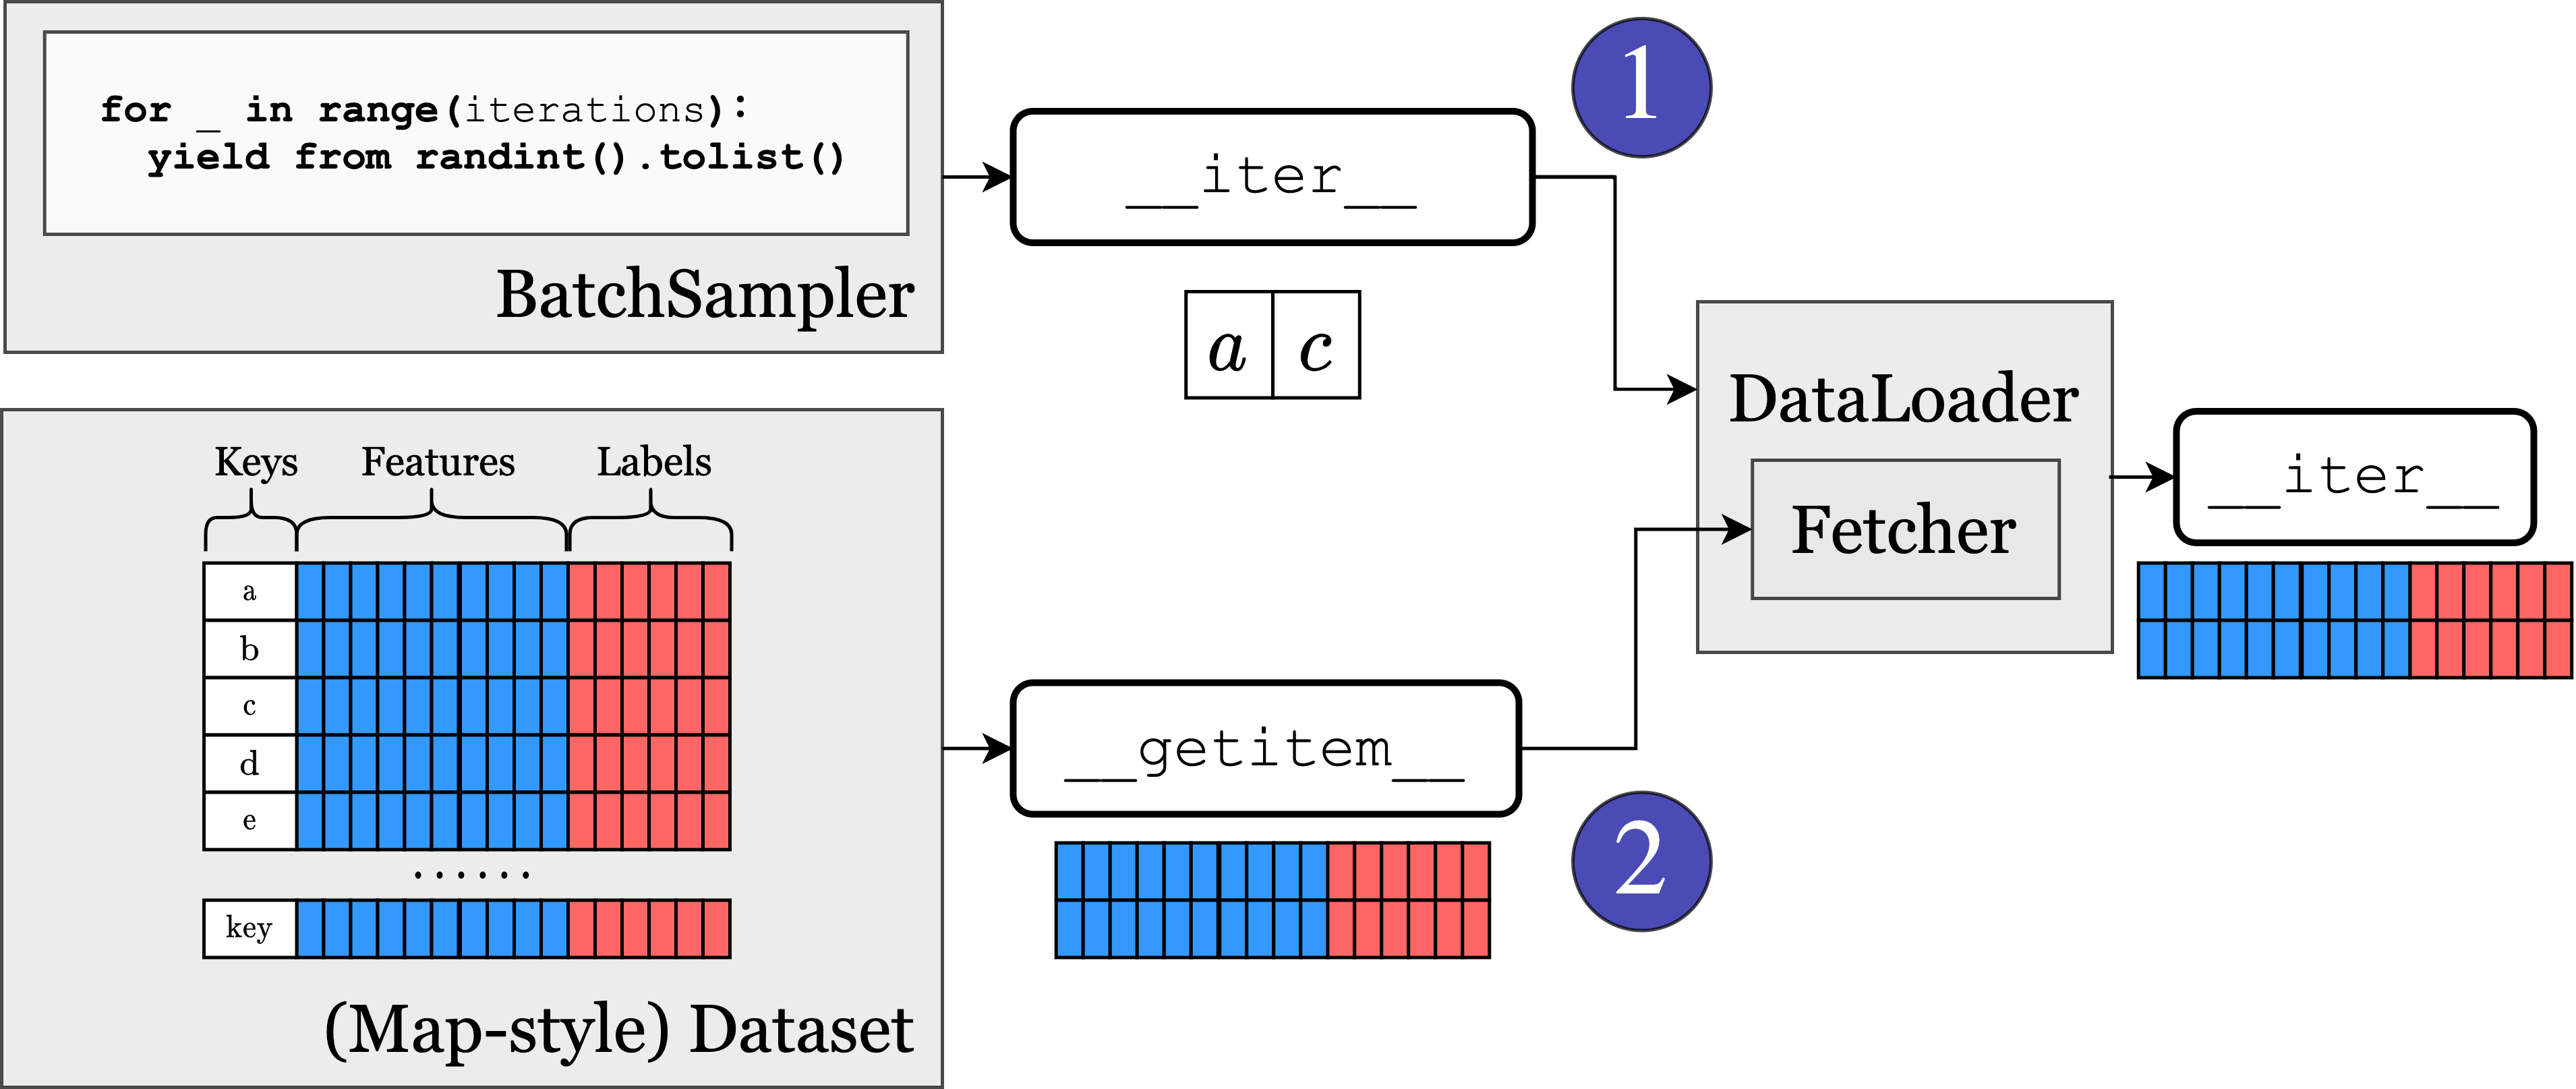 for _ in range(iterations):
yield from randint().tolist()
BatchSampler
__iter__
1
a c
Keys Features Labels
a
b
c
d
e
......
key
(Map-style) Dataset
__getitem__
2
DataLoader
Fetcher
__iter__